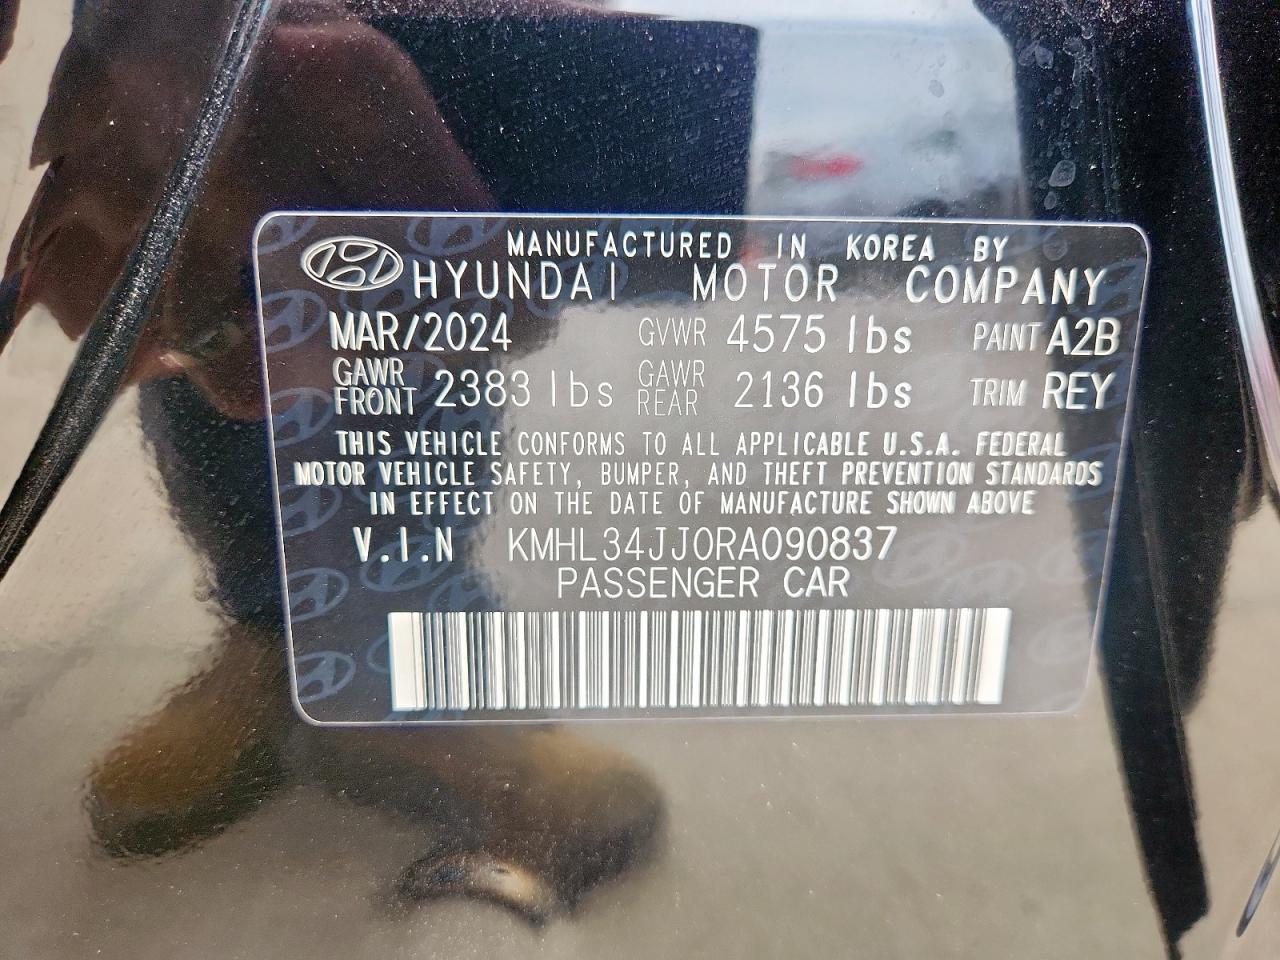 MANUFACTURED IN KOREA BY
HYUNDAI MOTOR COMPANY
MAR/2024 GVWR 4575 lbs PAINT A2B
GAWR FRONT 2383 lbs GAWR REAR 2136 lbs TRIM REY
THIS VEHICLE CONFORMS TO ALL APPLICABLE U.S.A. FEDERAL
MOTOR VEHICLE SAFETY, BUMPER, AND THEFT PREVENTION STANDARDS
IN EFFECT ON THE DATE OF MANUFACTURE SHOWN ABOVE
V.I.N KMHL34JJ0RA090837
PASSENGER CAR